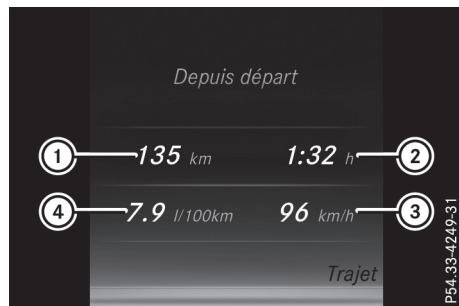 Depuis départ
1 135 km 1:32 h 2
4 7.9 l/100km 96 km/h 3
Trajet
P54.33-4249-31